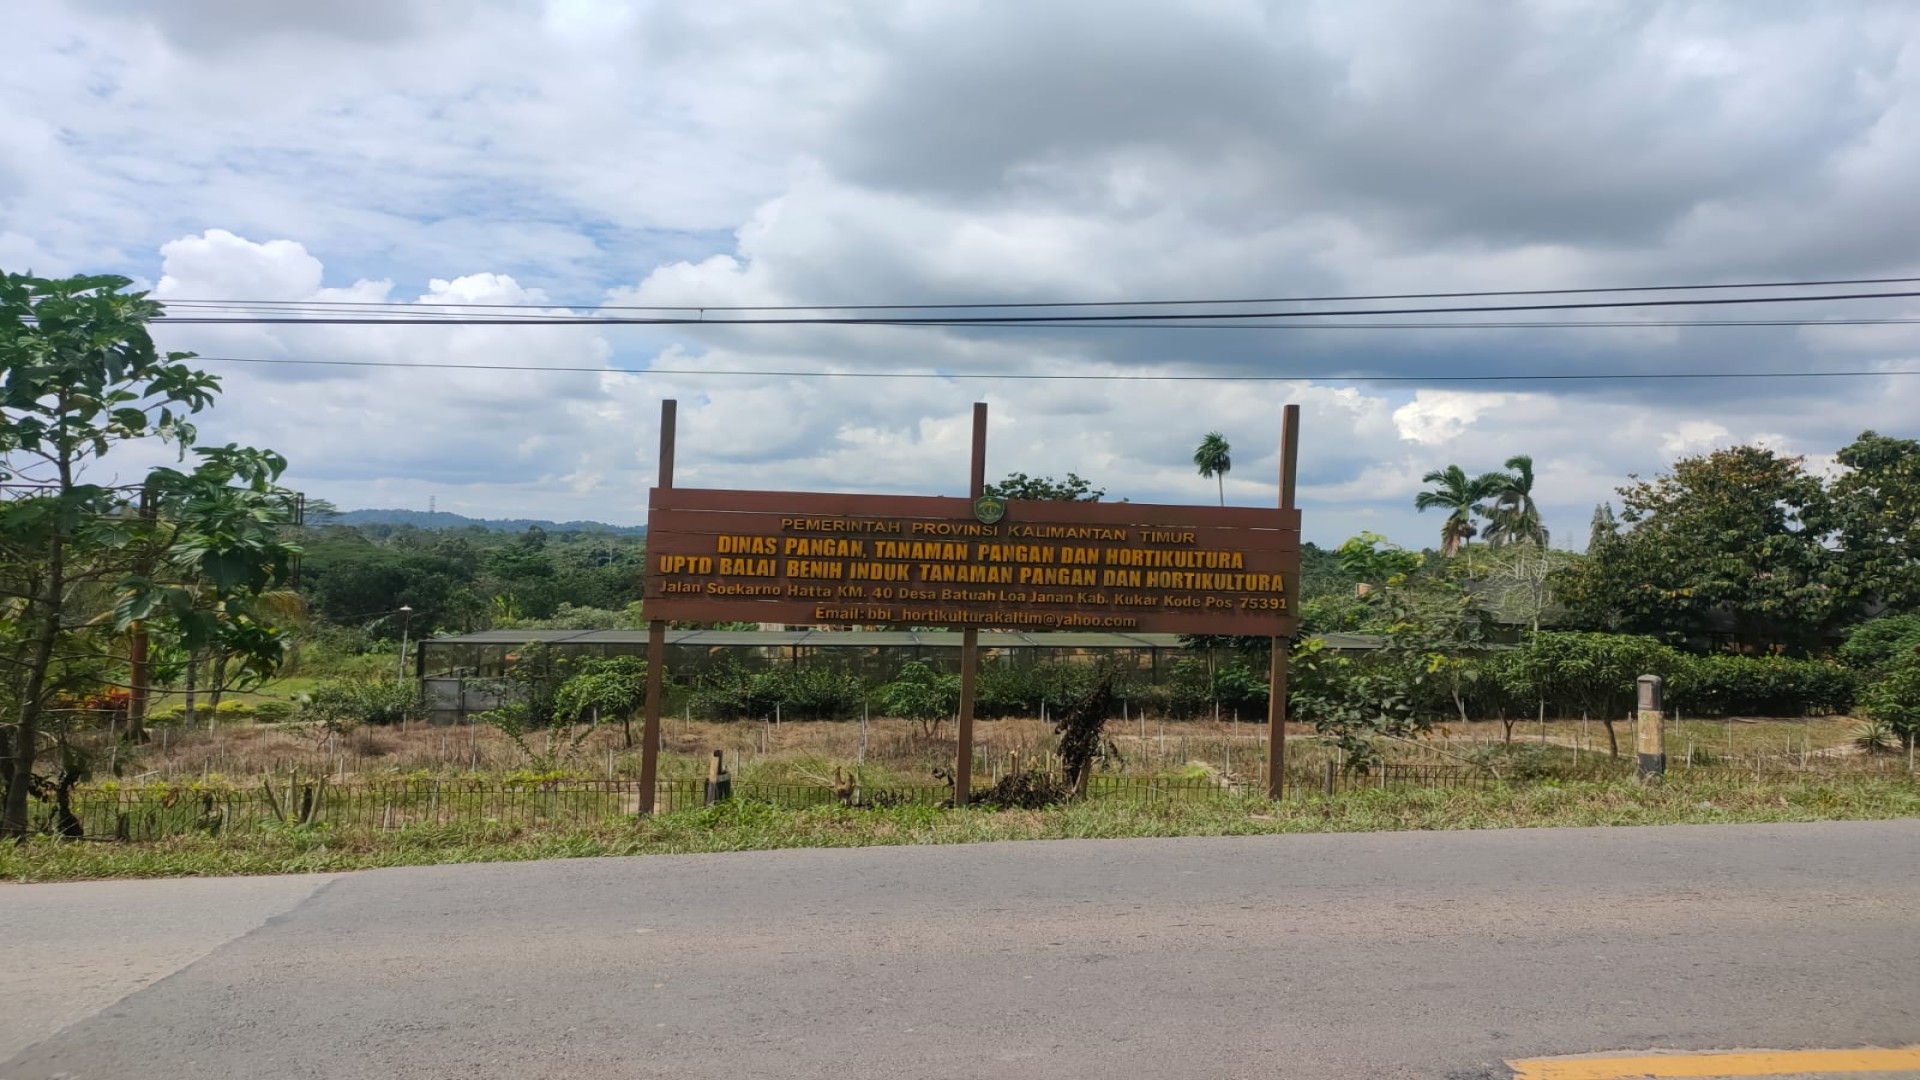 PEMERINTAH PROVINSI KALIMANTAN TIMUR
DINAS PANGAN, TANAMAN PANGAN DAN HORTIKULTURA
UPTD BALAI BENIH INDUK TANAMAN PANGAN DAN HORTIKULTURA
Jalan Soekarno Hatta KM. 40 Desa Batuah Loa Janan Kab. Kukar Kode Pos 75391
Email: bbi_hortikulturakaltim@yahoo.com